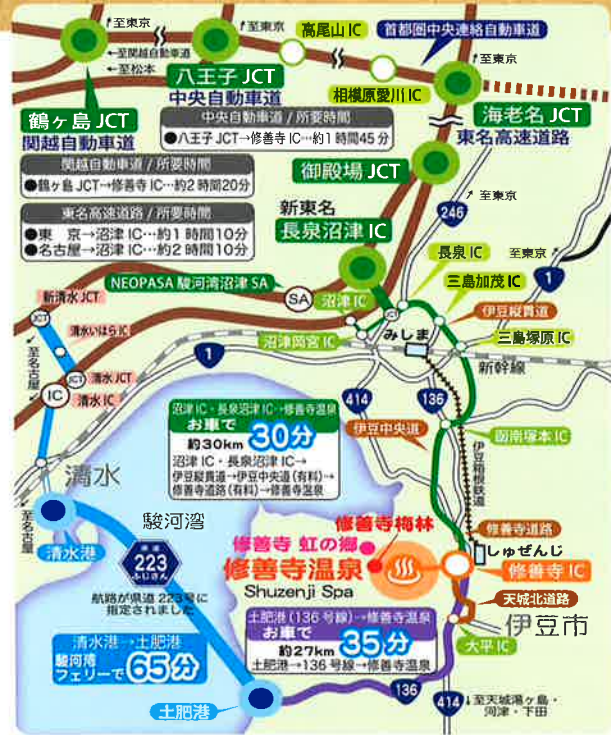 ↑至東京
↑至東京
高尾山IC
首都圏中央連絡自動車道
←至関越自動車道
←至松本
↑至東京
八王子JCT
中央自動車道
相模原愛川IC
鶴ヶ島JCT
関越自動車道
中央自動車道/所要時間
●八王子JCT→修善寺IC…約1時間45分
海老名JCT
東名高速道路
関越自動車道/所要時間
●鶴ヶ島JCT→修善寺IC…約2時間20分
御殿場JCT
東名高速道路/所要時間
●東 京→沼津IC…約1時間10分
●名古屋→沼津IC…約2時間10分
新東名
長泉沼津IC
至東京
246
長泉IC
至東京
1
NEOPASA駿河湾沼津SA
三島加茂IC
SA
沼津IC
伊豆縦貫道
新清水JCT
JCT
清水いはらIC
沼津岡宮IC
みしま
三島塚原IC
至名古屋
1
新幹線
JCT
清水JCT
IC
清水IC
414
136
沼津IC・長泉沼津IC→修善寺温泉
お車で
約30km 30分
沼津IC・長泉沼津IC→
伊豆縦貫道→伊豆中央道(有料)→
修善寺道路(有料)→修善寺温泉
伊豆中央道
函南塚本IC
伊豆箱根鉄道
清水
至名古屋
駿河湾
修善寺梅林
修善寺道路
清水港
県道
223
ふじさん
修善寺 虹の郷
修善寺温泉
Shuzenji Spa
しゅぜんじ
修善寺IC
航路が県道223号に
指定されました
天城北道路
伊豆市
土肥港(136号線)→修善寺温泉
お車で
約27km 35分
土肥港→136号線→修善寺温泉
大平IC
清水港→土肥港
駿河湾
フェリーで65分
136
土肥港
414
↓至天城湯ヶ島・
河津・下田